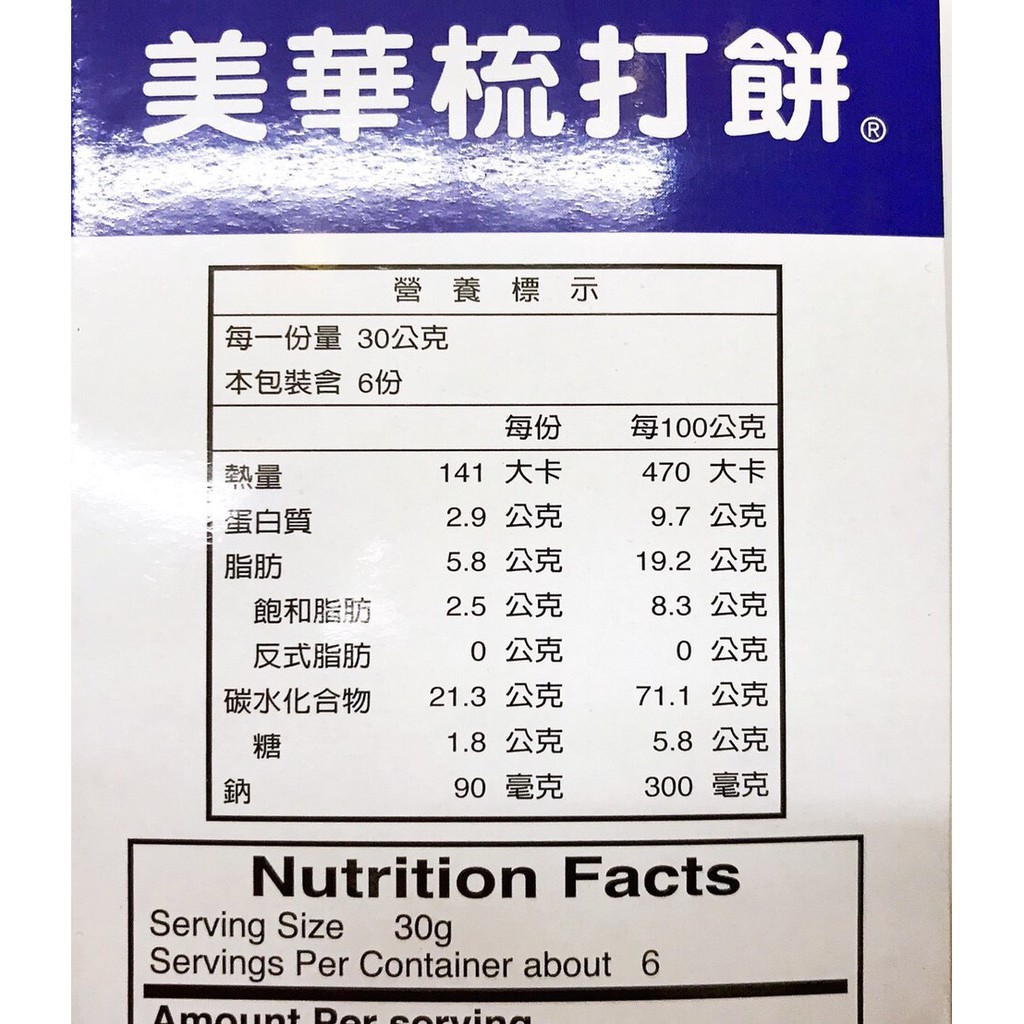 美華梳打餅®
營養標示
每一份量 30公克
本包裝含 6份
每份 每100公克
熱量 141 大卡 470 大卡
蛋白質 2.9 公克 9.7 公克
脂肪 5.8 公克 19.2 公克
飽和脂肪 2.5 公克 8.3 公克
反式脂肪 0 公克 0 公克
碳水化合物 21.3 公克 71.1 公克
糖 1.8 公克 5.8 公克
鈉 90 毫克 300 毫克
Nutrition Facts
Serving Size 30g
Servings Per Container about 6
Amount Per serving